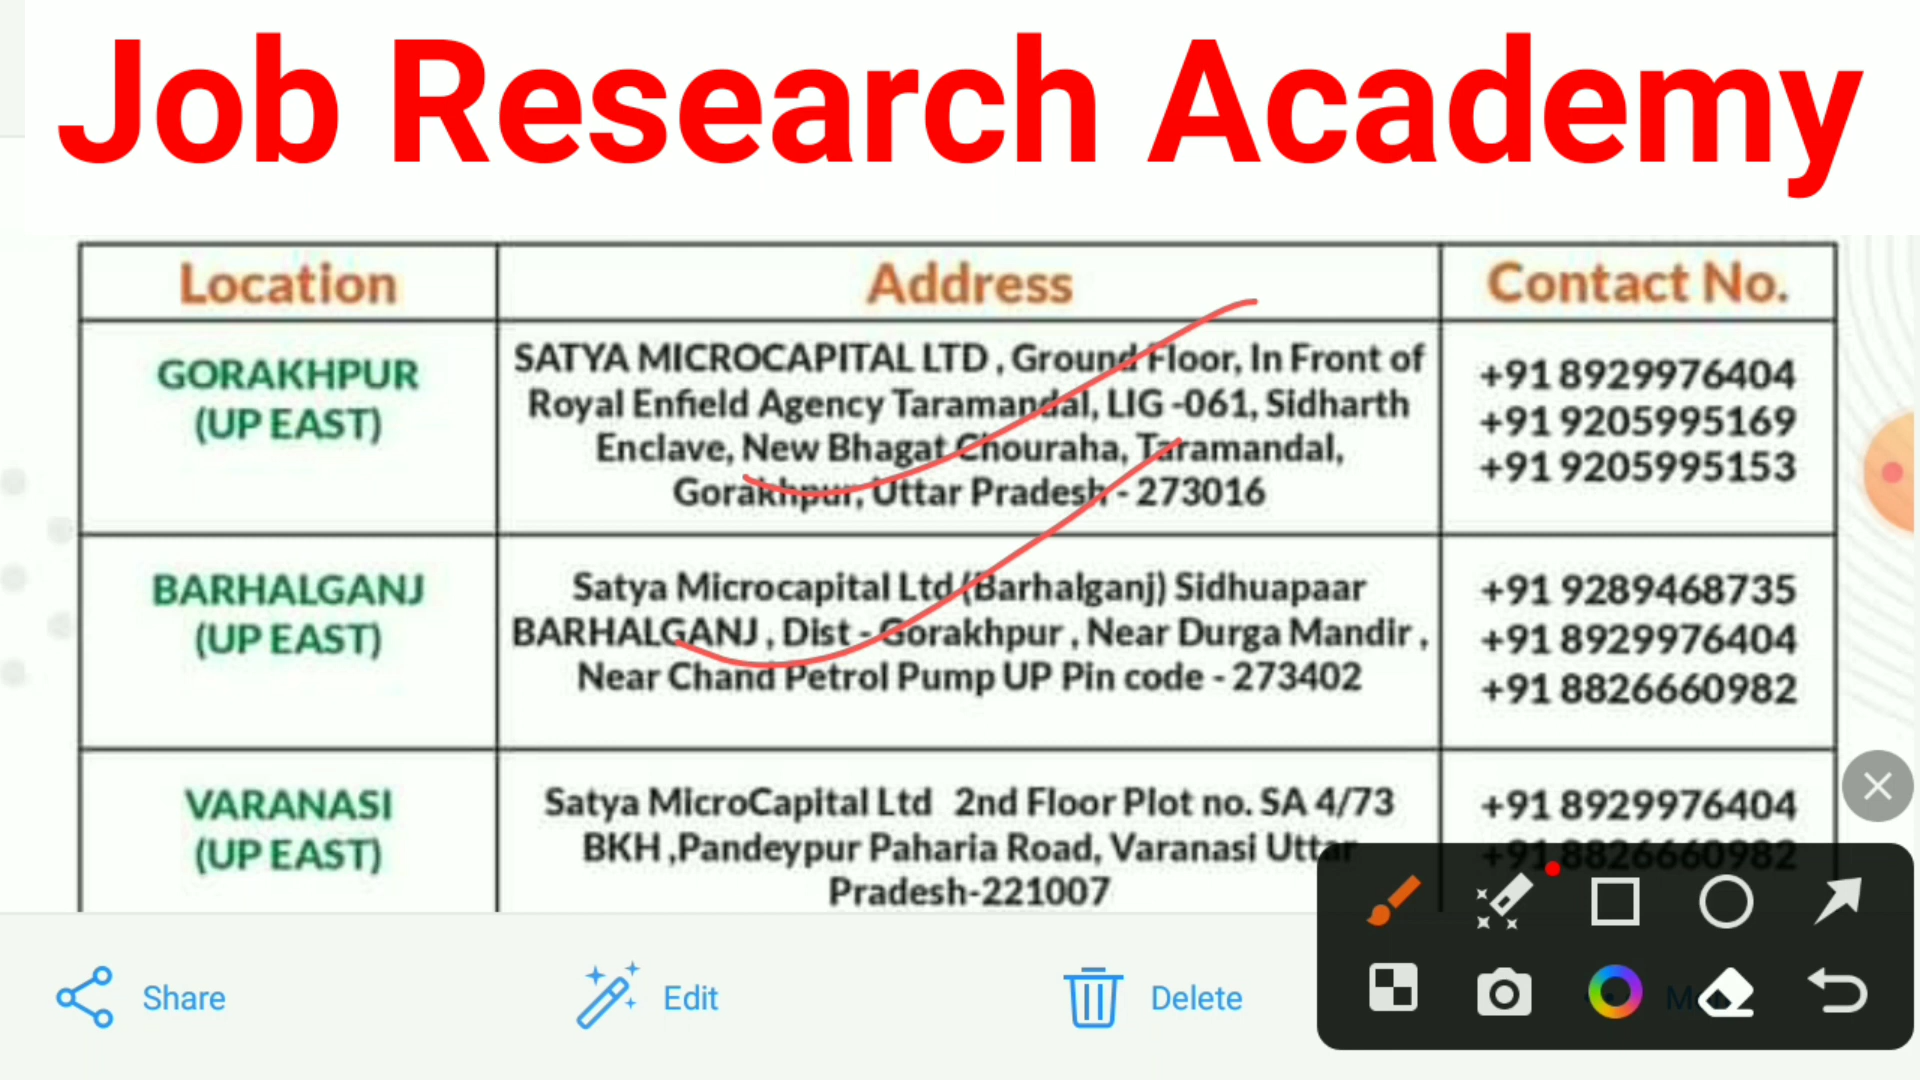 Job Research Academy
Location Address Contact No.
GORAKHPUR
(UP EAST)
SATYA MICROCAPITAL LTD , Ground Floor, In Front of
Royal Enfield Agency Taramandal, LIG -061, Sidharth
Enclave, New Bhagat Chouraha, Taramandal,
Gorakhpur, Uttar Pradesh - 273016
+91 8929976404
+91 9205995169
+91 9205995153
BARHALGANJ
(UP EAST)
Satya Microcapital Ltd (Barhalganj) Sidhuapaar
BARHALGANJ , Dist - Gorakhpur , Near Durga Mandir ,
Near Chand Petrol Pump UP Pin code - 273402
+91 9289468735
+91 8929976404
+91 8826660982
VARANASI
(UP EAST)
Satya MicroCapital Ltd 2nd Floor Plot no. SA 4/73
BKH ,Pandeypur Paharia Road, Varanasi Uttar
Pradesh-221007
+91 8929976404
+91 8826660982
Share
Edit
Delete